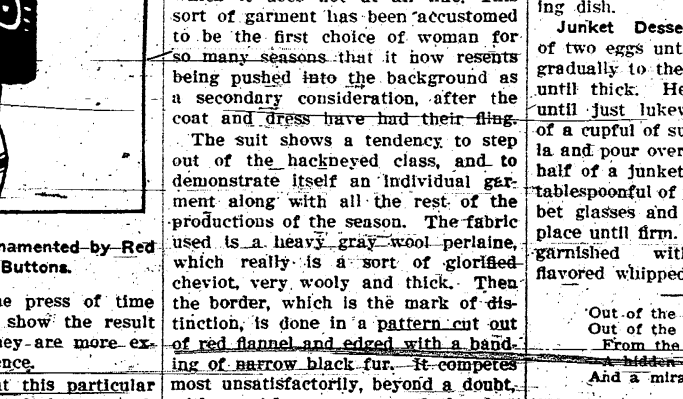 namented by Red
Buttons.
e press of time
show the result
ey are more ex-
ence.
t this particular
sort of garment has been accustomed
to be the first choice of woman for
so many seasons that it now resents
being pushed into the background as
a secondary consideration, after the
coat and dress have had their fling.
The suit shows a tendency to step
out of the hackneyed class, and to
demonstrate itself an individual gar-
ment along with all the rest of the
productions of the season. The fabric
used is a heavy gray wool perlaine,
which really is a sort of glorified
cheviot, very wooly and thick. Then
the border, which is the mark of dis-
tinction, is done in a pattern cut out
of red flannel and edged with a band-
ing of narrow black fur. It competes
most unsatisfactorily, beyond a doubt,
ing dish.
Junket Desse
of two eggs unt
gradually to the
until thick. He
until just lukew
of a cupful of su
la and pour over
half of a junket
tablespoonful of
bet glasses and
place until firm.
garnished with
flavored whipped
Out of the
Out of the
From the
A hidden
And a mira